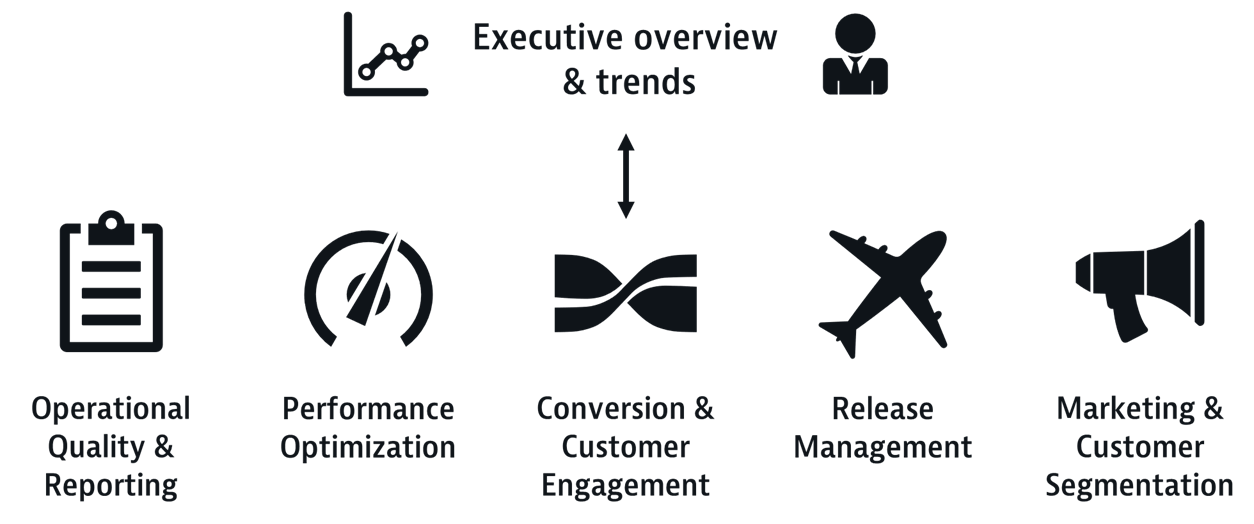 Executive overview
& trends
Operational
Quality &
Reporting
Performance
Optimization
Conversion &
Customer
Engagement
Release
Management
Marketing &
Customer
Segmentation